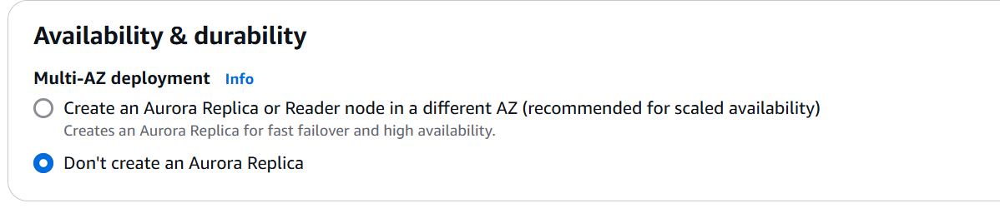 Availability & durability
Multi-AZ deployment Info
Create an Aurora Replica or Reader node in a different AZ (recommended for scaled availability)
Creates an Aurora Replica for fast failover and high availability.
Don't create an Aurora Replica